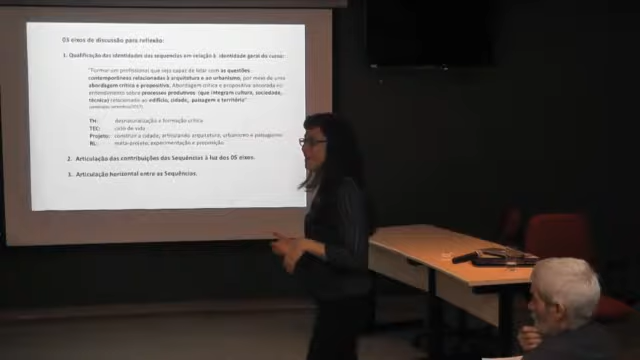 05 eixos de discussão para reflexão:
1. Qualificação das identidades das sequências em relação à identidade geral do curso:
"Formar um profissional que seja capaz de lidar com as questões
contemporâneas relacionadas à arquitetura e ao urbanismo, por meio de uma
abordagem crítica e propositiva. Abordagem crítica e propositiva ancorada no
entendimento sobre processos produtivos (que integram cultura, sociedade,
técnica) relacionados ao edifício, cidade, paisagem e território"
TH: desnaturalização e formação crítica
TEC: ciclo de vida
Projeto: construir a cidade, articulando arquitetura, urbanismo e paisagismo
RL: meta-projeto, experimentação e proposição
2. Articulação das contribuições das Sequências à luz dos 05 eixos.
3. Articulação horizontal entre as Sequências.